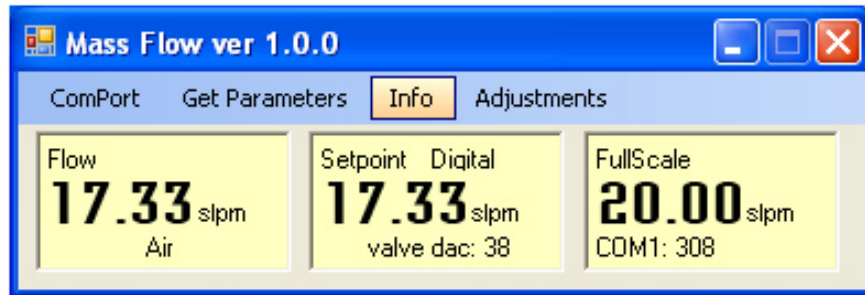 Mass Flow ver 1.0.0
ComPort Get Parameters Info Adjustments
Flow
17.33 slpm
Air
Setpoint Digital
17.33 slpm
valve dac: 38
FullScale
20.00 slpm
COM1: 308